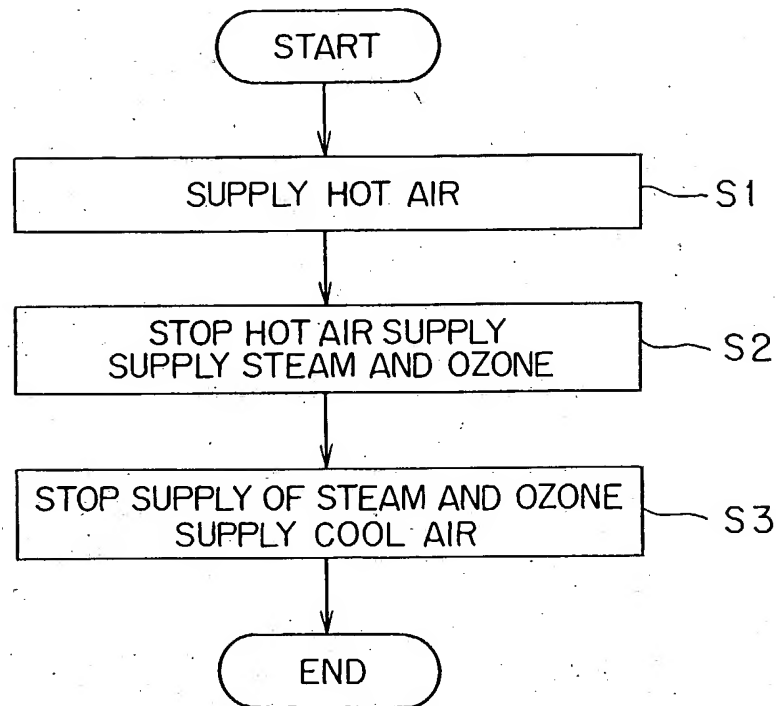 START
SUPPLY HOT AIR
S1
STOP HOT AIR SUPPLY
SUPPLY STEAM AND OZONE
S2
STOP SUPPLY OF STEAM AND OZONE
SUPPLY COOL AIR
S3
END